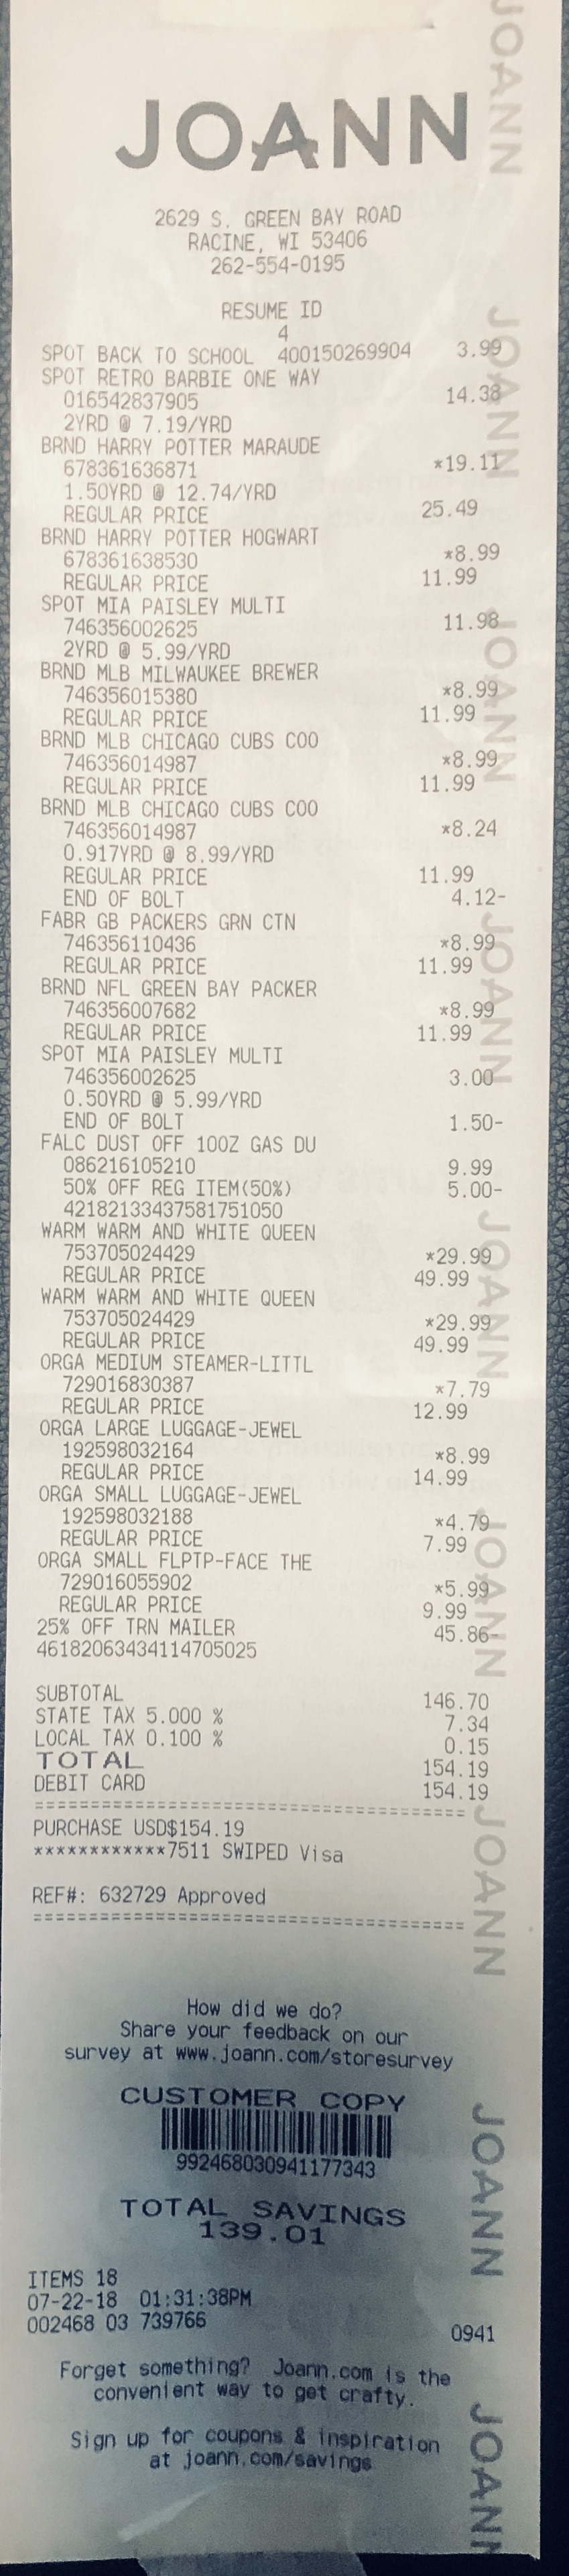 JOANN
2629 S. GREEN BAY ROAD
RACINE, WI 53406
262-554-0195
RESUME ID
4
SPOT BACK TO SCHOOL 400150269904 3.99
SPOT RETRO BARBIE ONE WAY
016542837905 14.38
2YRD @ 7.19/YRD
BRND HARRY POTTER MARAUDE
678361636871 *19.11
1.50YRD @ 12.74/YRD
REGULAR PRICE 25.49
BRND HARRY POTTER HOGWART
678361638530 *8.99
REGULAR PRICE 11.99
SPOT MIA PAISLEY MULTI
746356002625 11.98
2YRD @ 5.99/YRD
BRND MLB MILWAUKEE BREWER
746356015380 *8.99
REGULAR PRICE 11.99
BRND MLB CHICAGO CUBS COO
746356014987 *8.99
REGULAR PRICE 11.99
BRND MLB CHICAGO CUBS COO
746356014987 *8.24
0.917YRD @ 8.99/YRD
REGULAR PRICE 11.99
END OF BOLT 4.12-
FABR GB PACKERS GRN CTN
746356110436 *8.99
REGULAR PRICE 11.99
BRND NFL GREEN BAY PACKER
746356007682 *8.99
REGULAR PRICE 11.99
SPOT MIA PAISLEY MULTI
746356002625 3.00
0.50YRD @ 5.99/YRD
END OF BOLT 1.50-
FALC DUST OFF 10OZ GAS DU
086216105210 9.99
50% OFF REG ITEM(50%) 5.00-
42182133437581751050
WARM WARM AND WHITE QUEEN
753705024429 *29.99
REGULAR PRICE 49.99
WARM WARM AND WHITE QUEEN
753705024429 *29.99
REGULAR PRICE 49.99
ORGA MEDIUM STEAMER-LITTL
729016830387 *7.79
REGULAR PRICE 12.99
ORGA LARGE LUGGAGE-JEWEL
192598032164 *8.99
REGULAR PRICE 14.99
ORGA SMALL LUGGAGE-JEWEL
192598032188 *4.79
REGULAR PRICE 7.99
ORGA SMALL FLPTP-FACE THE
729016055902 *5.99
REGULAR PRICE 9.99
25% OFF TRN MAILER 45.86-
46182063434114705025
SUBTOTAL 146.70
STATE TAX 5.000 % 7.34
LOCAL TAX 0.100 % 0.15
TOTAL 154.19
DEBIT CARD 154.19
======================================
PURCHASE USD$154.19
************7511 SWIPED Visa
REF#: 632729 Approved
======================================
How did we do?
Share your feedback on our
survey at www.joann.com/storesurvey
CUSTOMER COPY
992468030941177343
TOTAL SAVINGS
139.01
ITEMS 18
07-22-18 01:31:38PM
002468 03 739766 0941
Forget something? Joann.com is the
convenient way to get crafty.
Sign up for coupons & inspiration
at joann.com/savings
JOANN
JOANN
JOANN
JOANN
JOANN
JOANN
JOANN
JOANN
JOANN